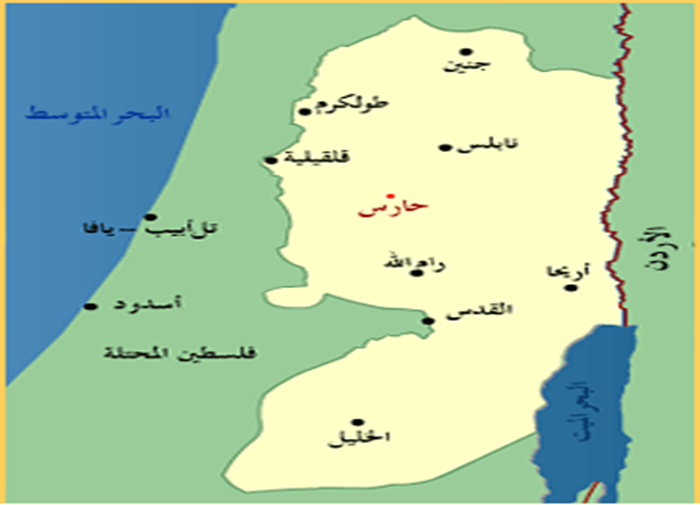 جنين
طولكرم
البحر المتوسط
نابلس
قلقيلية
حارس
تل أبيب - يافا
الأردن
رام الله
أريحا
أسدود
القدس
فلسطين المحتلة
البحر الميت
الخليل